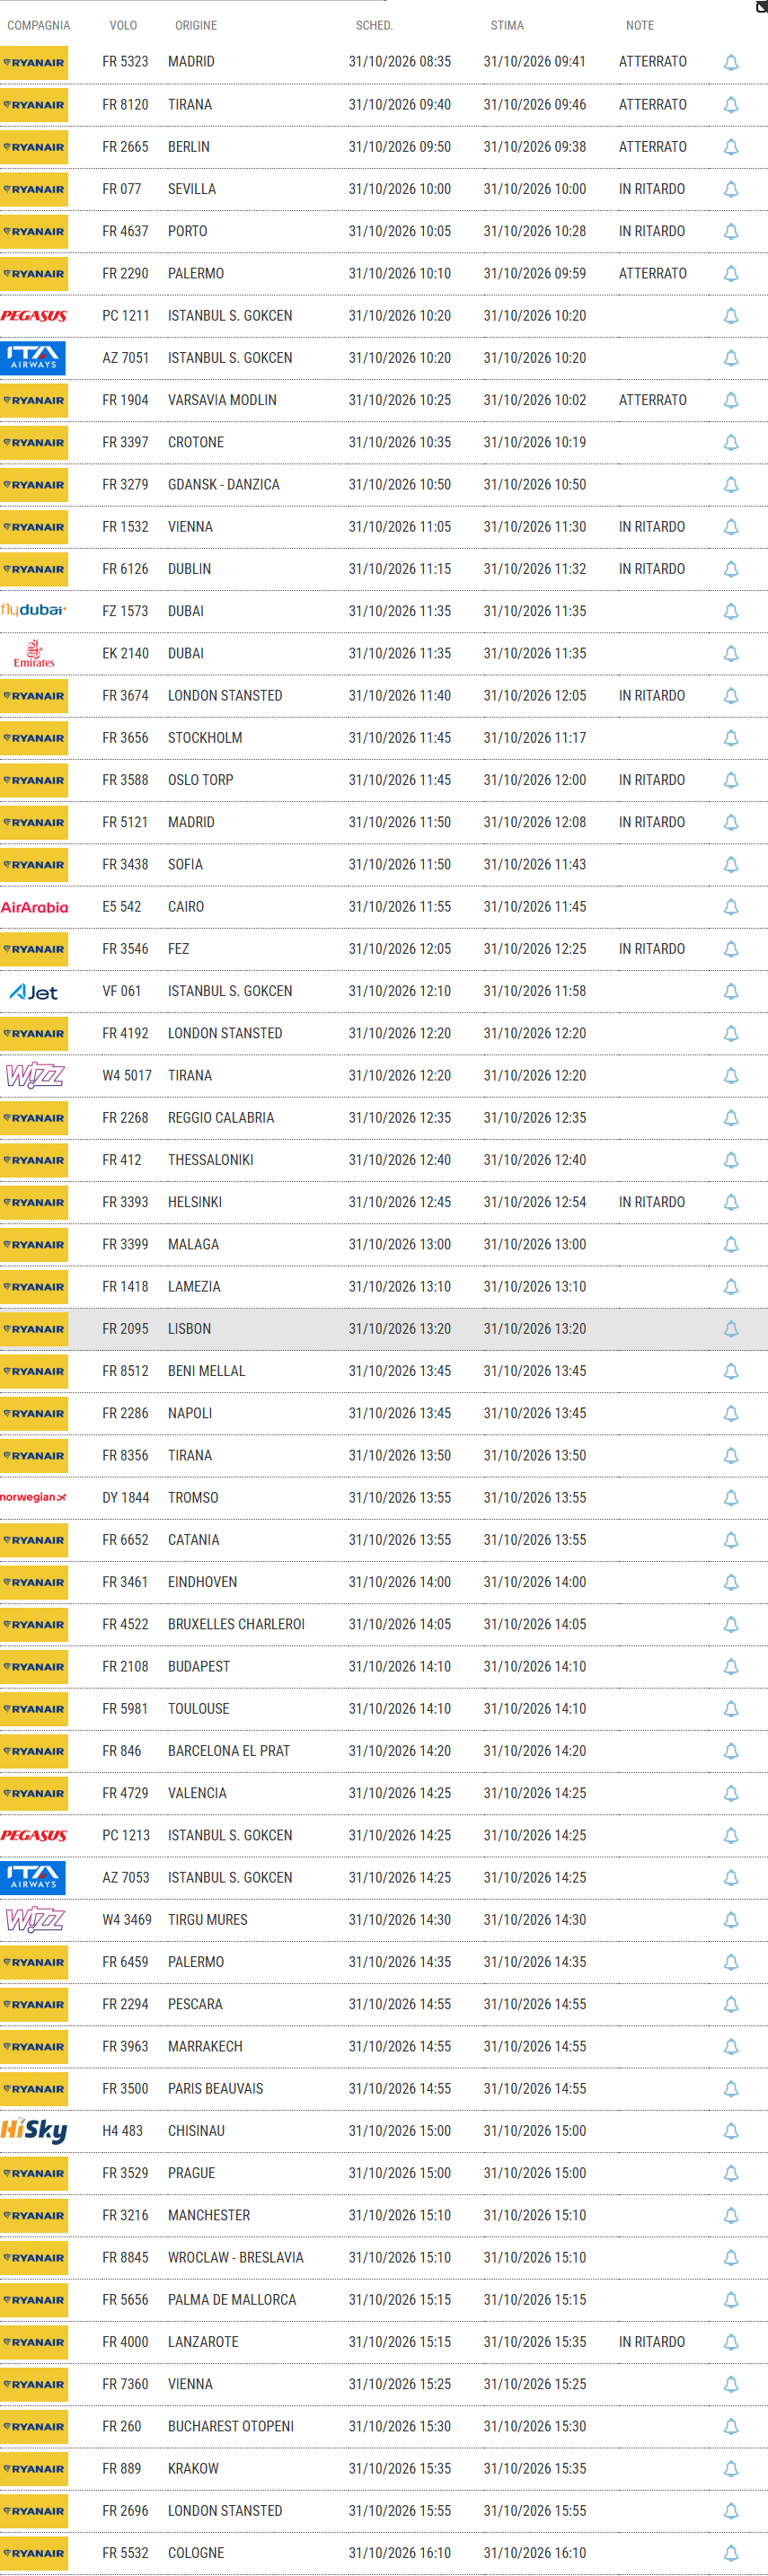 COMPAGNIA VOLO ORIGINE SCHED. STIMA NOTE
RYANAIR FR 5323 MADRID 31/10/2026 08:35 31/10/2026 09:41 ATTERRATO
RYANAIR FR 8120 TIRANA 31/10/2026 09:40 31/10/2026 09:46 ATTERRATO
RYANAIR FR 2665 BERLIN 31/10/2026 09:50 31/10/2026 09:38 ATTERRATO
RYANAIR FR 077 SEVILLA 31/10/2026 10:00 31/10/2026 10:00 IN RITARDO
RYANAIR FR 4637 PORTO 31/10/2026 10:05 31/10/2026 10:28 IN RITARDO
RYANAIR FR 2290 PALERMO 31/10/2026 10:10 31/10/2026 09:59 ATTERRATO
PEGASUS PC 1211 ISTANBUL S. GOKCEN 31/10/2026 10:20 31/10/2026 10:20
ITA AIRWAYS AZ 7051 ISTANBUL S. GOKCEN 31/10/2026 10:20 31/10/2026 10:20
RYANAIR FR 1904 VARSAVIA MODLIN 31/10/2026 10:25 31/10/2026 10:02 ATTERRATO
RYANAIR FR 3397 CROTONE 31/10/2026 10:35 31/10/2026 10:19
RYANAIR FR 3279 GDANSK - DANZICA 31/10/2026 10:50 31/10/2026 10:50
RYANAIR FR 1532 VIENNA 31/10/2026 11:05 31/10/2026 11:30 IN RITARDO
RYANAIR FR 6126 DUBLIN 31/10/2026 11:15 31/10/2026 11:32 IN RITARDO
flydubai FZ 1573 DUBAI 31/10/2026 11:35 31/10/2026 11:35
Emirates EK 2140 DUBAI 31/10/2026 11:35 31/10/2026 11:35
RYANAIR FR 3674 LONDON STANSTED 31/10/2026 11:40 31/10/2026 12:05 IN RITARDO
RYANAIR FR 3656 STOCKHOLM 31/10/2026 11:45 31/10/2026 11:17
RYANAIR FR 3588 OSLO TORP 31/10/2026 11:45 31/10/2026 12:00 IN RITARDO
RYANAIR FR 5121 MADRID 31/10/2026 11:50 31/10/2026 12:08 IN RITARDO
RYANAIR FR 3438 SOFIA 31/10/2026 11:50 31/10/2026 11:43
AirArabia E5 542 CAIRO 31/10/2026 11:55 31/10/2026 11:45
RYANAIR FR 3546 FEZ 31/10/2026 12:05 31/10/2026 12:25 IN RITARDO
AJet VF 061 ISTANBUL S. GOKCEN 31/10/2026 12:10 31/10/2026 11:58
RYANAIR FR 4192 LONDON STANSTED 31/10/2026 12:20 31/10/2026 12:20
WIZZ W4 5017 TIRANA 31/10/2026 12:20 31/10/2026 12:20
RYANAIR FR 2268 REGGIO CALABRIA 31/10/2026 12:35 31/10/2026 12:35
RYANAIR FR 412 THESSALONIKI 31/10/2026 12:40 31/10/2026 12:40
RYANAIR FR 3393 HELSINKI 31/10/2026 12:45 31/10/2026 12:54 IN RITARDO
RYANAIR FR 3399 MALAGA 31/10/2026 13:00 31/10/2026 13:00
RYANAIR FR 1418 LAMEZIA 31/10/2026 13:10 31/10/2026 13:10
RYANAIR FR 2095 LISBON 31/10/2026 13:20 31/10/2026 13:20
RYANAIR FR 8512 BENI MELLAL 31/10/2026 13:45 31/10/2026 13:45
RYANAIR FR 2286 NAPOLI 31/10/2026 13:45 31/10/2026 13:45
RYANAIR FR 8356 TIRANA 31/10/2026 13:50 31/10/2026 13:50
norwegian DY 1844 TROMSO 31/10/2026 13:55 31/10/2026 13:55
RYANAIR FR 6652 CATANIA 31/10/2026 13:55 31/10/2026 13:55
RYANAIR FR 3461 EINDHOVEN 31/10/2026 14:00 31/10/2026 14:00
RYANAIR FR 4522 BRUXELLES CHARLEROI 31/10/2026 14:05 31/10/2026 14:05
RYANAIR FR 2108 BUDAPEST 31/10/2026 14:10 31/10/2026 14:10
RYANAIR FR 5981 TOULOUSE 31/10/2026 14:10 31/10/2026 14:10
RYANAIR FR 846 BARCELONA EL PRAT 31/10/2026 14:20 31/10/2026 14:20
RYANAIR FR 4729 VALENCIA 31/10/2026 14:25 31/10/2026 14:25
PEGASUS PC 1213 ISTANBUL S. GOKCEN 31/10/2026 14:25 31/10/2026 14:25
ITA AIRWAYS AZ 7053 ISTANBUL S. GOKCEN 31/10/2026 14:25 31/10/2026 14:25
WIZZ W4 3469 TIRGU MURES 31/10/2026 14:30 31/10/2026 14:30
RYANAIR FR 6459 PALERMO 31/10/2026 14:35 31/10/2026 14:35
RYANAIR FR 2294 PESCARA 31/10/2026 14:55 31/10/2026 14:55
RYANAIR FR 3963 MARRAKECH 31/10/2026 14:55 31/10/2026 14:55
RYANAIR FR 3500 PARIS BEAUVAIS 31/10/2026 14:55 31/10/2026 14:55
HiSky H4 483 CHISINAU 31/10/2026 15:00 31/10/2026 15:00
RYANAIR FR 3529 PRAGUE 31/10/2026 15:00 31/10/2026 15:00
RYANAIR FR 3216 MANCHESTER 31/10/2026 15:10 31/10/2026 15:10
RYANAIR FR 8845 WROCLAW - BRESLAVIA 31/10/2026 15:10 31/10/2026 15:10
RYANAIR FR 5656 PALMA DE MALLORCA 31/10/2026 15:15 31/10/2026 15:15
RYANAIR FR 4000 LANZAROTE 31/10/2026 15:15 31/10/2026 15:35 IN RITARDO
RYANAIR FR 7360 VIENNA 31/10/2026 15:25 31/10/2026 15:25
RYANAIR FR 260 BUCHAREST OTOPENI 31/10/2026 15:30 31/10/2026 15:30
RYANAIR FR 889 KRAKOW 31/10/2026 15:35 31/10/2026 15:35
RYANAIR FR 2696 LONDON STANSTED 31/10/2026 15:55 31/10/2026 15:55
RYANAIR FR 5532 COLOGNE 31/10/2026 16:10 31/10/2026 16:10